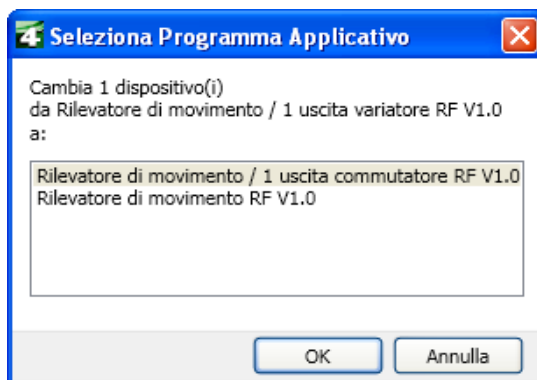 4 Seleziona Programma Applicativo
Cambia 1 dispositivo(i)
da Rilevatore di movimento / 1 uscita variatore RF V1.0
a:
Rilevatore di movimento / 1 uscita commutatore RF V1.0
Rilevatore di movimento RF V1.0
OK Annulla